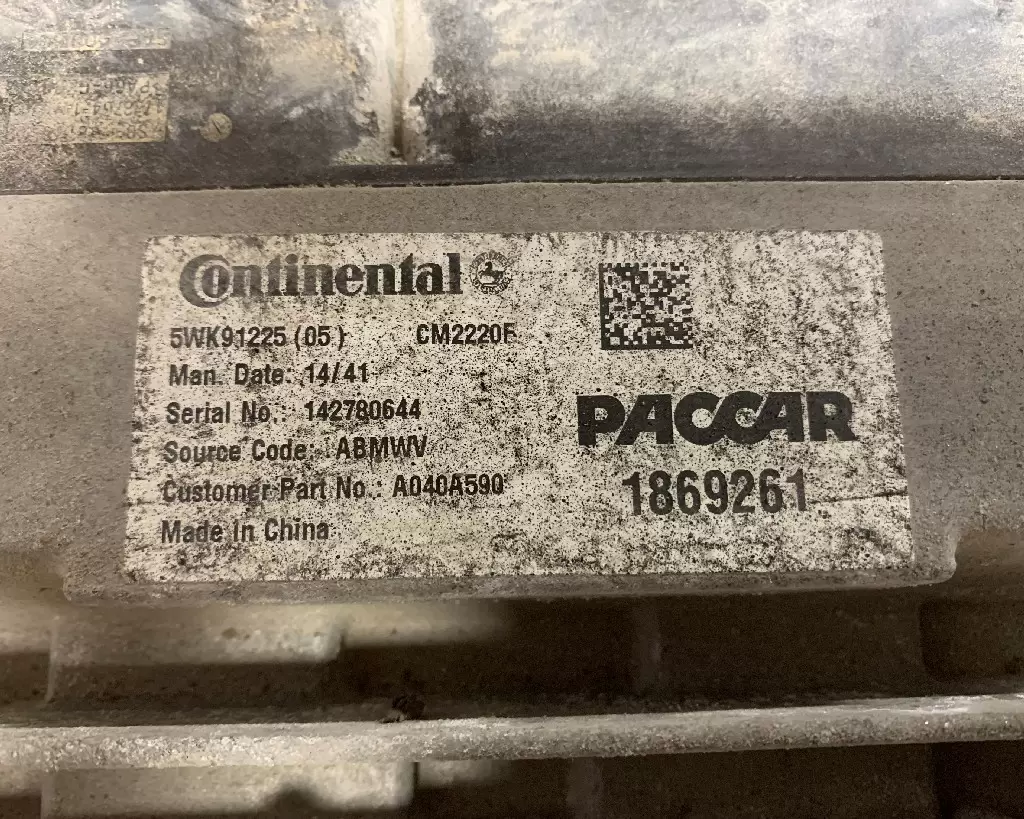 Continental
5WK91225 (05) CM2220F
Man. Date: 14/41
Serial No.: 142780644
Source Code: ABMWV
Customer Part No.: A040A590
Made In China
PACCAR
1869261